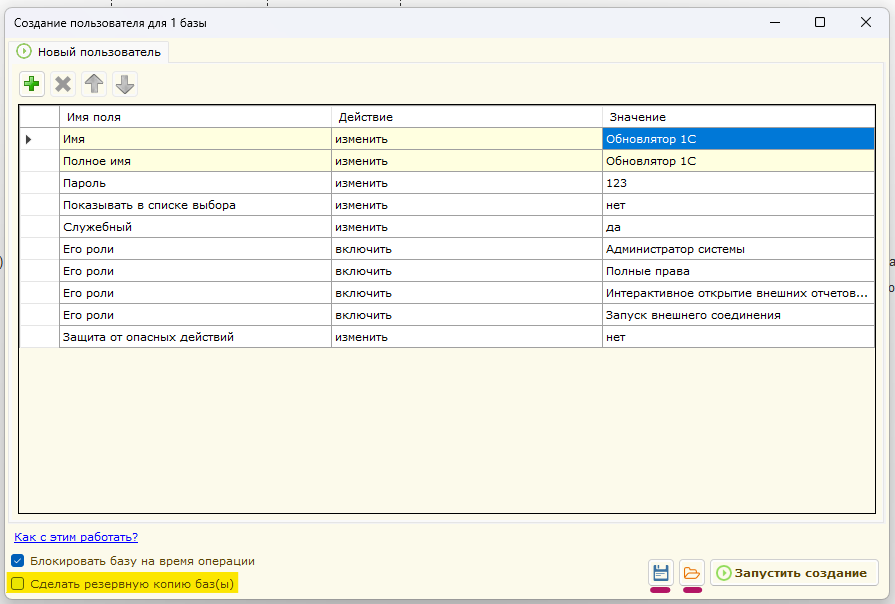 Создание пользователя для 1 базы
Новый пользователь
Имя поля Действие Значение
Имя изменить Обновлятор 1С
Полное имя изменить Обновлятор 1С
Пароль изменить 123
Показывать в списке выбора изменить нет
Служебный изменить да
Его роли включить Администратор системы
Его роли включить Полные права
Его роли включить Интерактивное открытие внешних отчетов...
Его роли включить Запуск внешнего соединения
Защита от опасных действий изменить нет
Как с этим работать?
Блокировать базу на время операции
Сделать резервную копию баз(ы)
Запустить создание